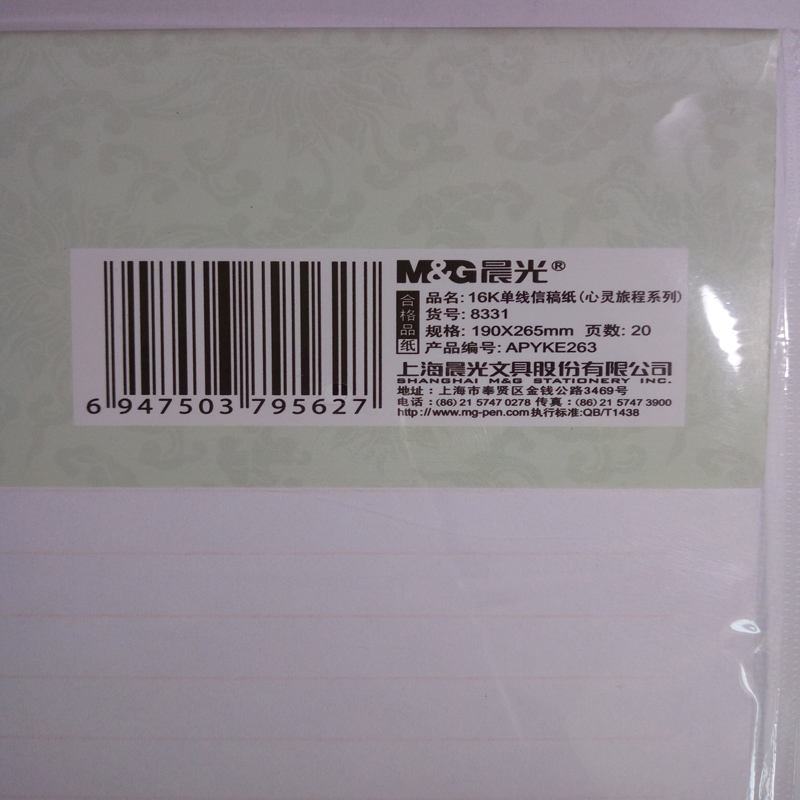 M&G晨光®
合格品纸
品名: 16K单线信稿纸(心灵旅程系列)
货号: 8331
规格: 190X265mm 页数: 20
产品编号: APYKE263
上海晨光文具股份有限公司
SHANGHAI M&G STATIONERY INC.
地址: 上海市奉贤区金钱公路3469号
电话: (86) 21 5747 0278 传真: (86) 21 5747 3900
http://www.mg-pen.com 执行标准: QB/T1438
6 947503 795627